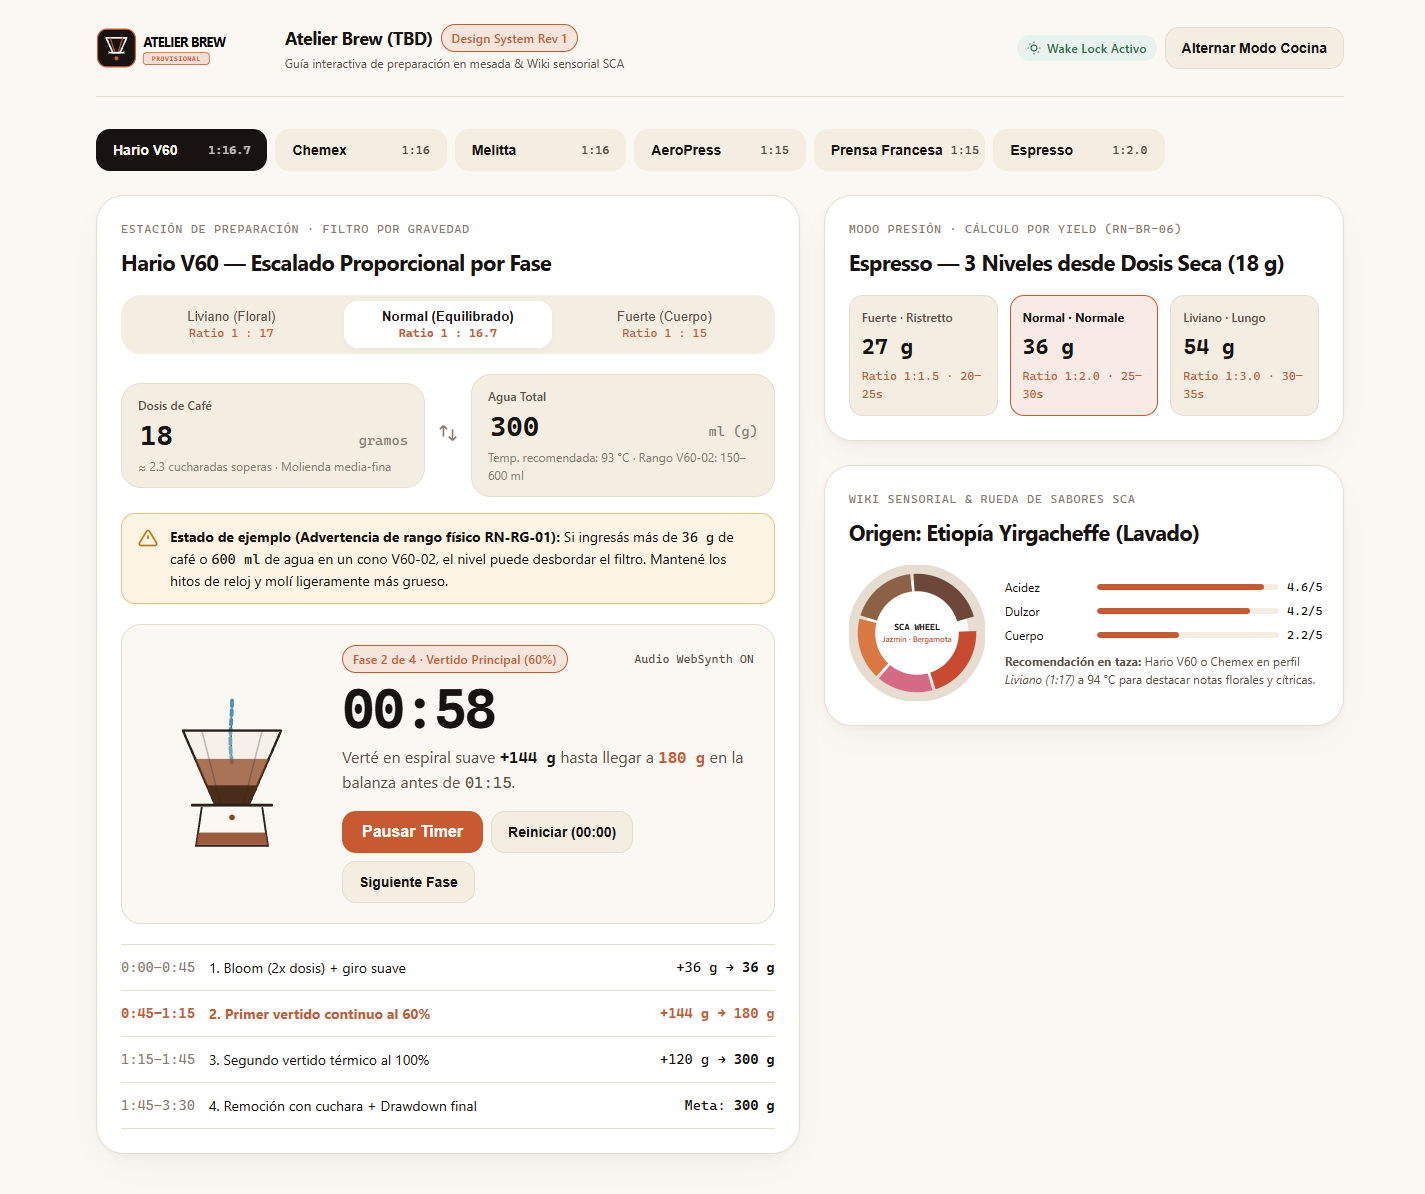 ATELIER BREW
PROVISIONAL
Atelier Brew (TBD)
Design System Rev 1
Guía interactiva de preparación en mesada & Wiki sensorial SCA
Wake Lock Activo
Alternar Modo Cocina
Hario V60 1:16.7
Chemex 1:16
Melitta 1:16
AeroPress 1:15
Prensa Francesa 1:15
Espresso 1:2.0
ESTACIÓN DE PREPARACIÓN · FILTRO POR GRAVEDAD
Hario V60 — Escalado Proporcional por Fase
Liviano (Floral)
Ratio 1 : 17
Normal (Equilibrado)
Ratio 1 : 16.7
Fuerte (Cuerpo)
Ratio 1 : 15
Dosis de Café
18 gramos
≈ 2.3 cucharadas soperas · Molienda media-fina
Agua Total
300 ml (g)
Temp. recomendada: 93 °C · Rango V60-02: 150–
600 ml
Estado de ejemplo (Advertencia de rango físico RN-RG-01): Si ingresás más de 36 g de
café o 600 ml de agua en un cono V60-02, el nivel puede desbordar el filtro. Mantené los
hitos de reloj y molí ligeramente más grueso.
Fase 2 de 4 · Vertido Principal (60%)
Audio WebSynth ON
00:58
Verté en espiral suave +144 g hasta llegar a 180 g en la
balanza antes de 01:15.
Pausar Timer
Reiniciar (00:00)
Siguiente Fase
0:00–0:45 1. Bloom (2x dosis) + giro suave +36 g → 36 g
0:45–1:15 2. Primer vertido continuo al 60% +144 g → 180 g
1:15–1:45 3. Segundo vertido térmico al 100% +120 g → 300 g
1:45–3:30 4. Remoción con cuchara + Drawdown final Meta: 300 g
MODO PRESIÓN · CÁLCULO POR YIELD (RN-BR-06)
Espresso — 3 Niveles desde Dosis Seca (18 g)
Fuerte · Ristretto
27 g
Ratio 1:1.5 · 20–
25s
Normal · Normale
36 g
Ratio 1:2.0 · 25–
30s
Liviano · Lungo
54 g
Ratio 1:3.0 · 30–
35s
WIKI SENSORIAL & RUEDA DE SABORES SCA
Origen: Etiopía Yirgacheffe (Lavado)
SCA WHEEL
Jazmín · Bergamota
Acidez 4.6/5
Dulzor 4.2/5
Cuerpo 2.2/5
Recomendación en taza: Hario V60 o Chemex en perfil
Liviano (1:17) a 94 °C para destacar notas florales y cítricas.